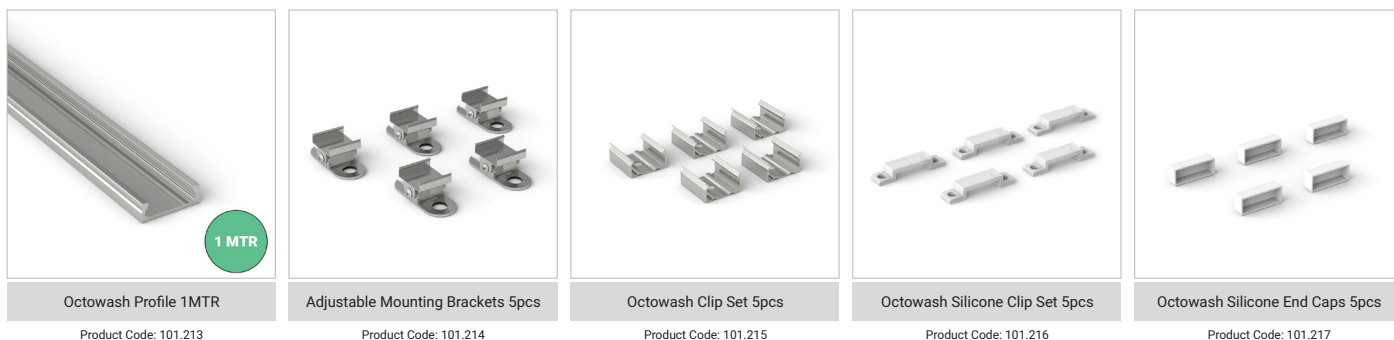 1 MTR
Octowash Profile 1MTR
Product Code: 101.213
Adjustable Mounting Brackets 5pcs
Product Code: 101.214
Octowash Clip Set 5pcs
Product Code: 101.215
Octowash Silicone Clip Set 5pcs
Product Code: 101.216
Octowash Silicone End Caps 5pcs
Product Code: 101.217